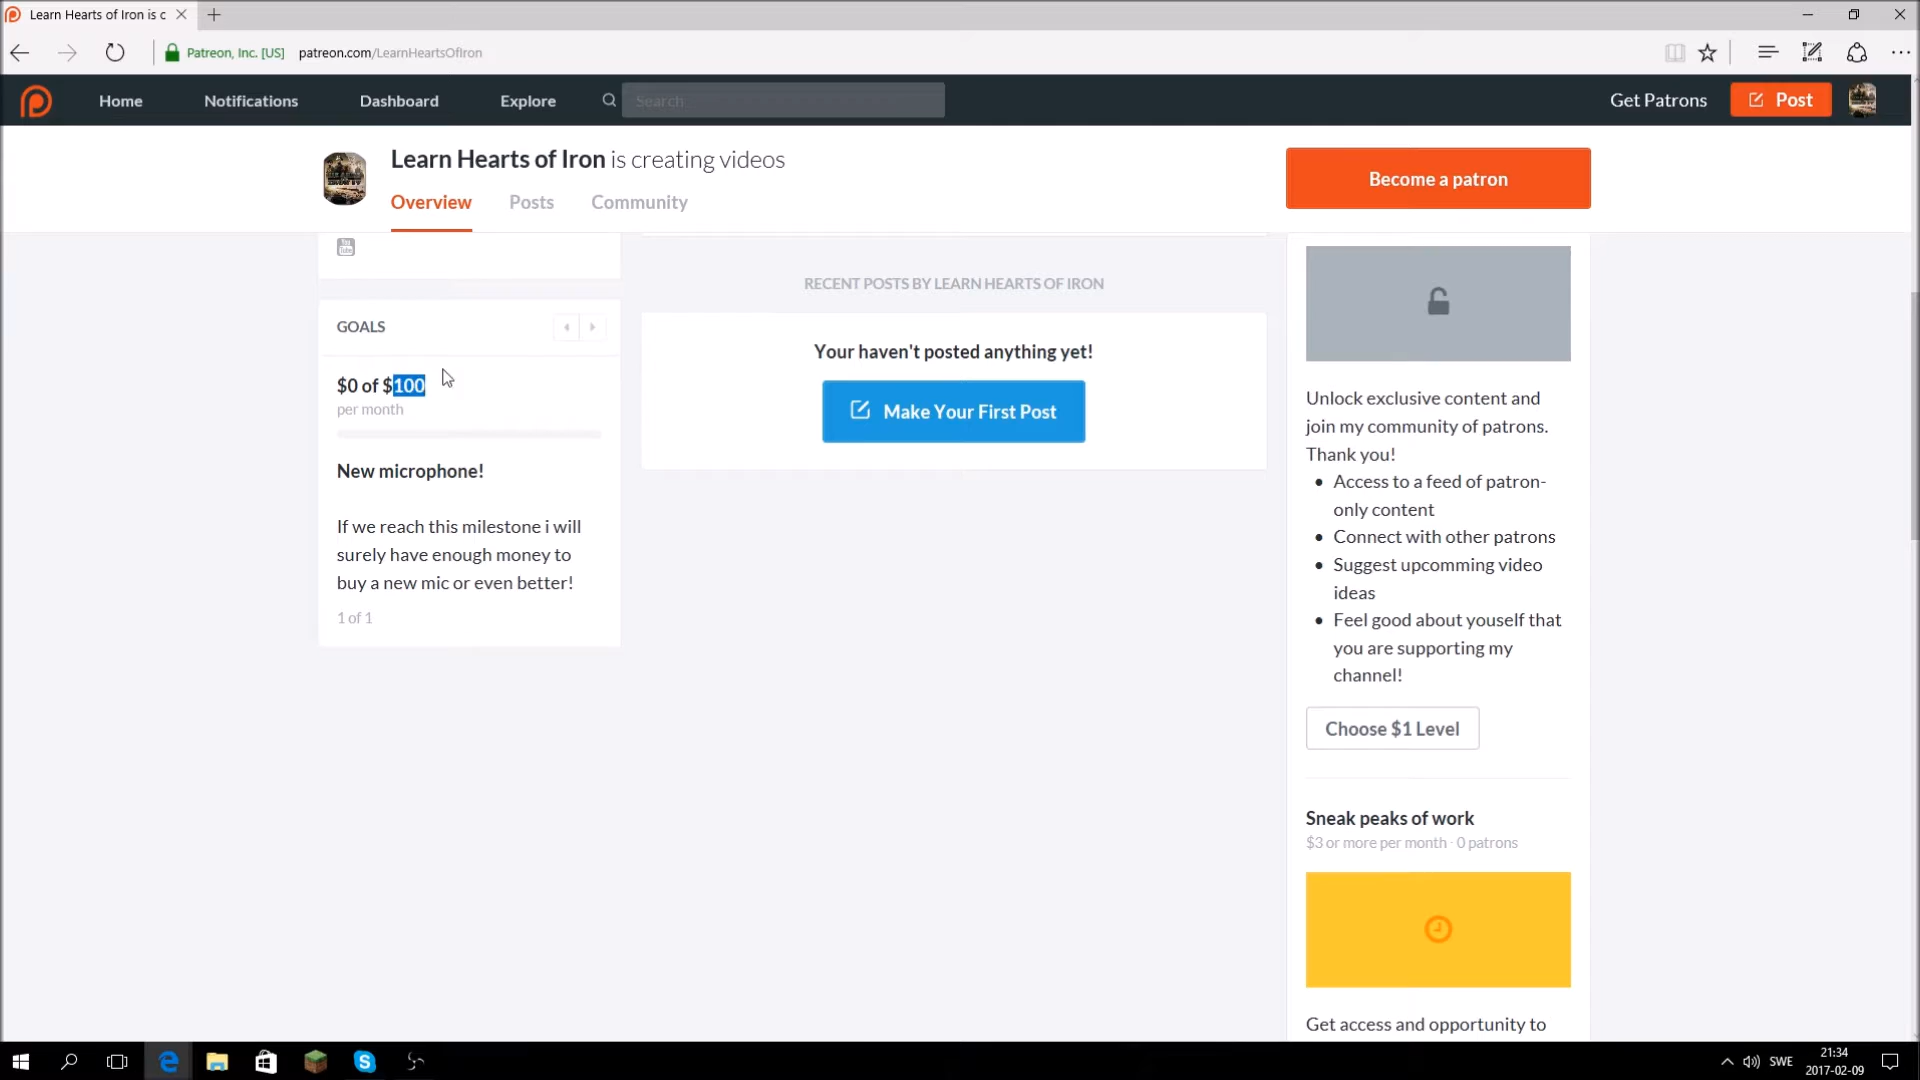 Learn Hearts of Iron is c
Patreon, Inc. [US] patreon.com/LearnHeartsOfIron
Home Notifications Dashboard Explore Search... Get Patrons Post
Learn Hearts of Iron is creating videos
Overview Posts Community
Become a patron
You Tube
GOALS
$0 of $100
per month
New microphone!
If we reach this milestone i will
surely have enough money to
buy a new mic or even better!
1 of 1
RECENT POSTS BY LEARN HEARTS OF IRON
Your haven't posted anything yet!
Make Your First Post
Unlock exclusive content and
join my community of patrons.
Thank you!
Access to a feed of patron-
only content
Connect with other patrons
Suggest upcomming video
ideas
Feel good about youself that
you are supporting my
channel!
Choose $1 Level
Sneak peaks of work
$3 or more per month · 0 patrons
Get access and opportunity to
SWE
21:34
2017-02-09